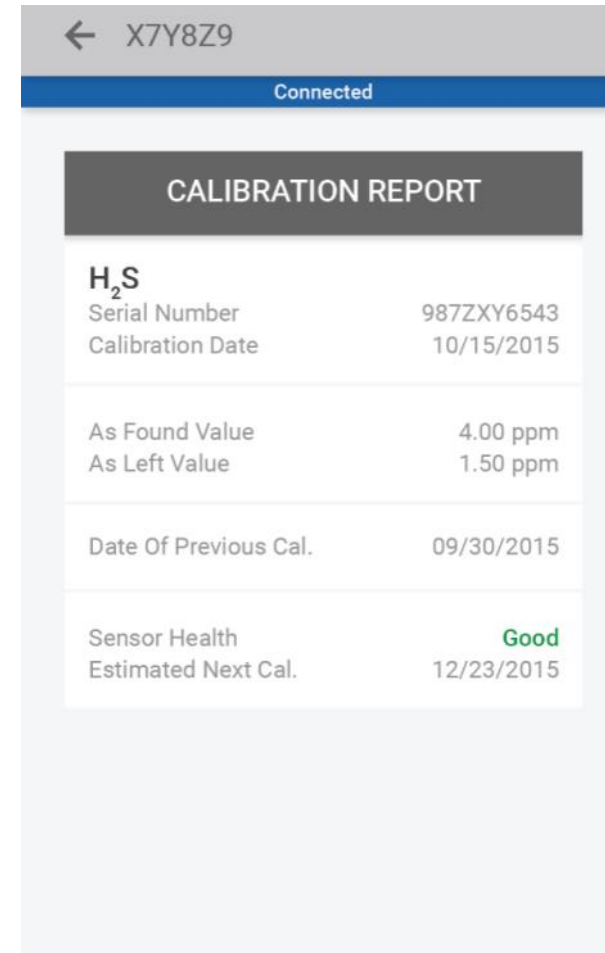 X7Y8Z9
Connected
CALIBRATION REPORT
H₂S
Serial Number 987ZXY6543
Calibration Date 10/15/2015
As Found Value 4.00 ppm
As Left Value 1.50 ppm
Date Of Previous Cal. 09/30/2015
Sensor Health Good
Estimated Next Cal. 12/23/2015